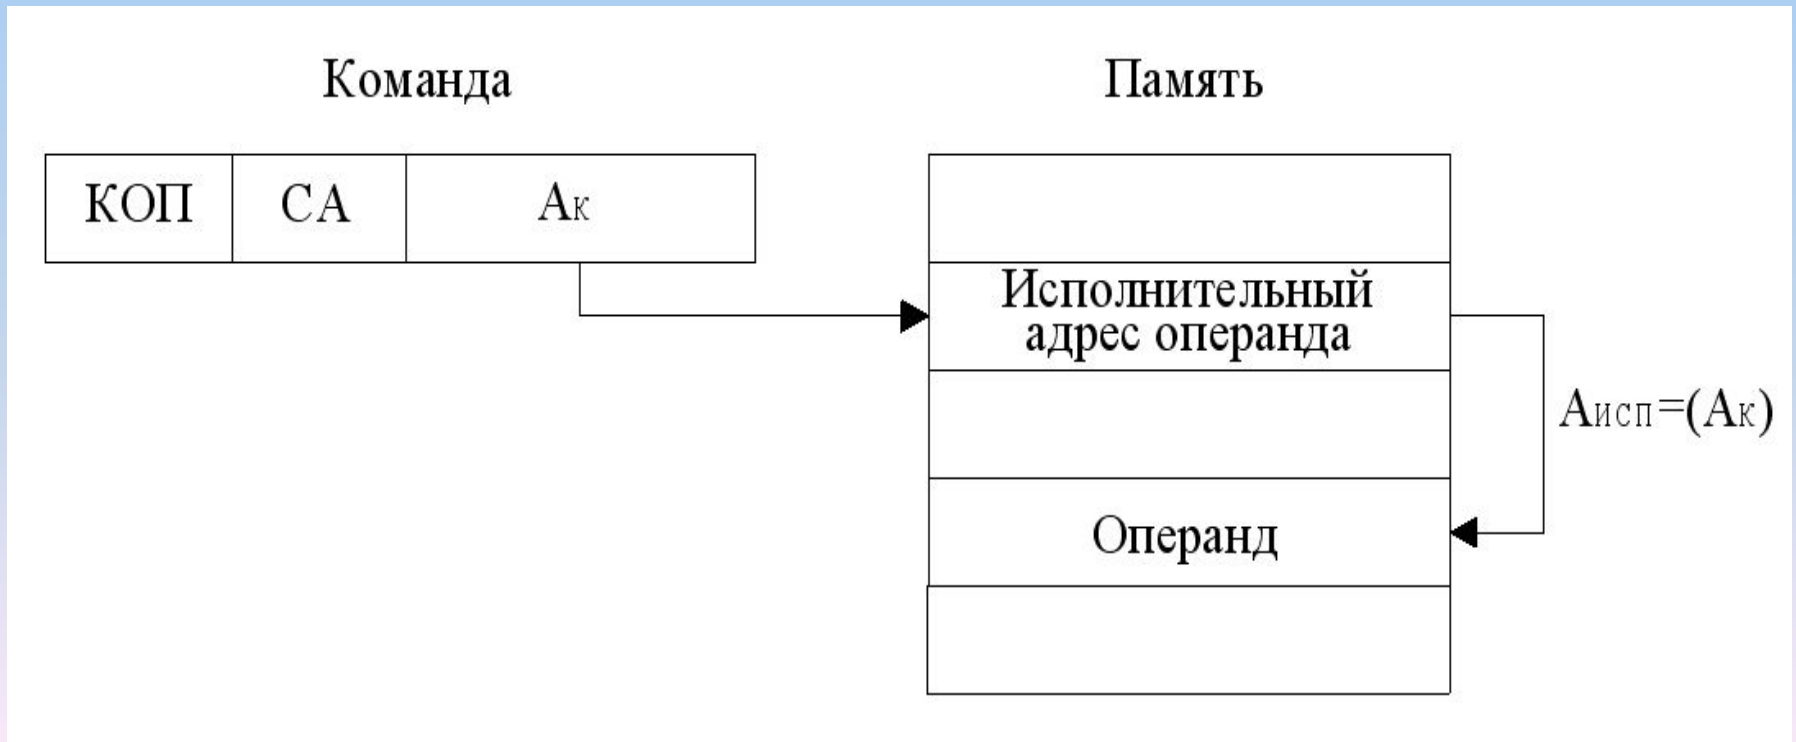 Команда
Память
КОП СА Ак
Исполнительный
адрес операнда
Аисп=(Ак)
Операнд